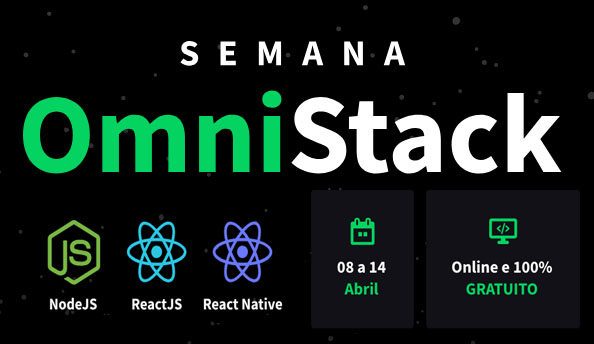 SEMANA
OmniStack
JS
NodeJS
ReactJS
React Native
08 a 14
Abril
Online e 100%
GRATUITO